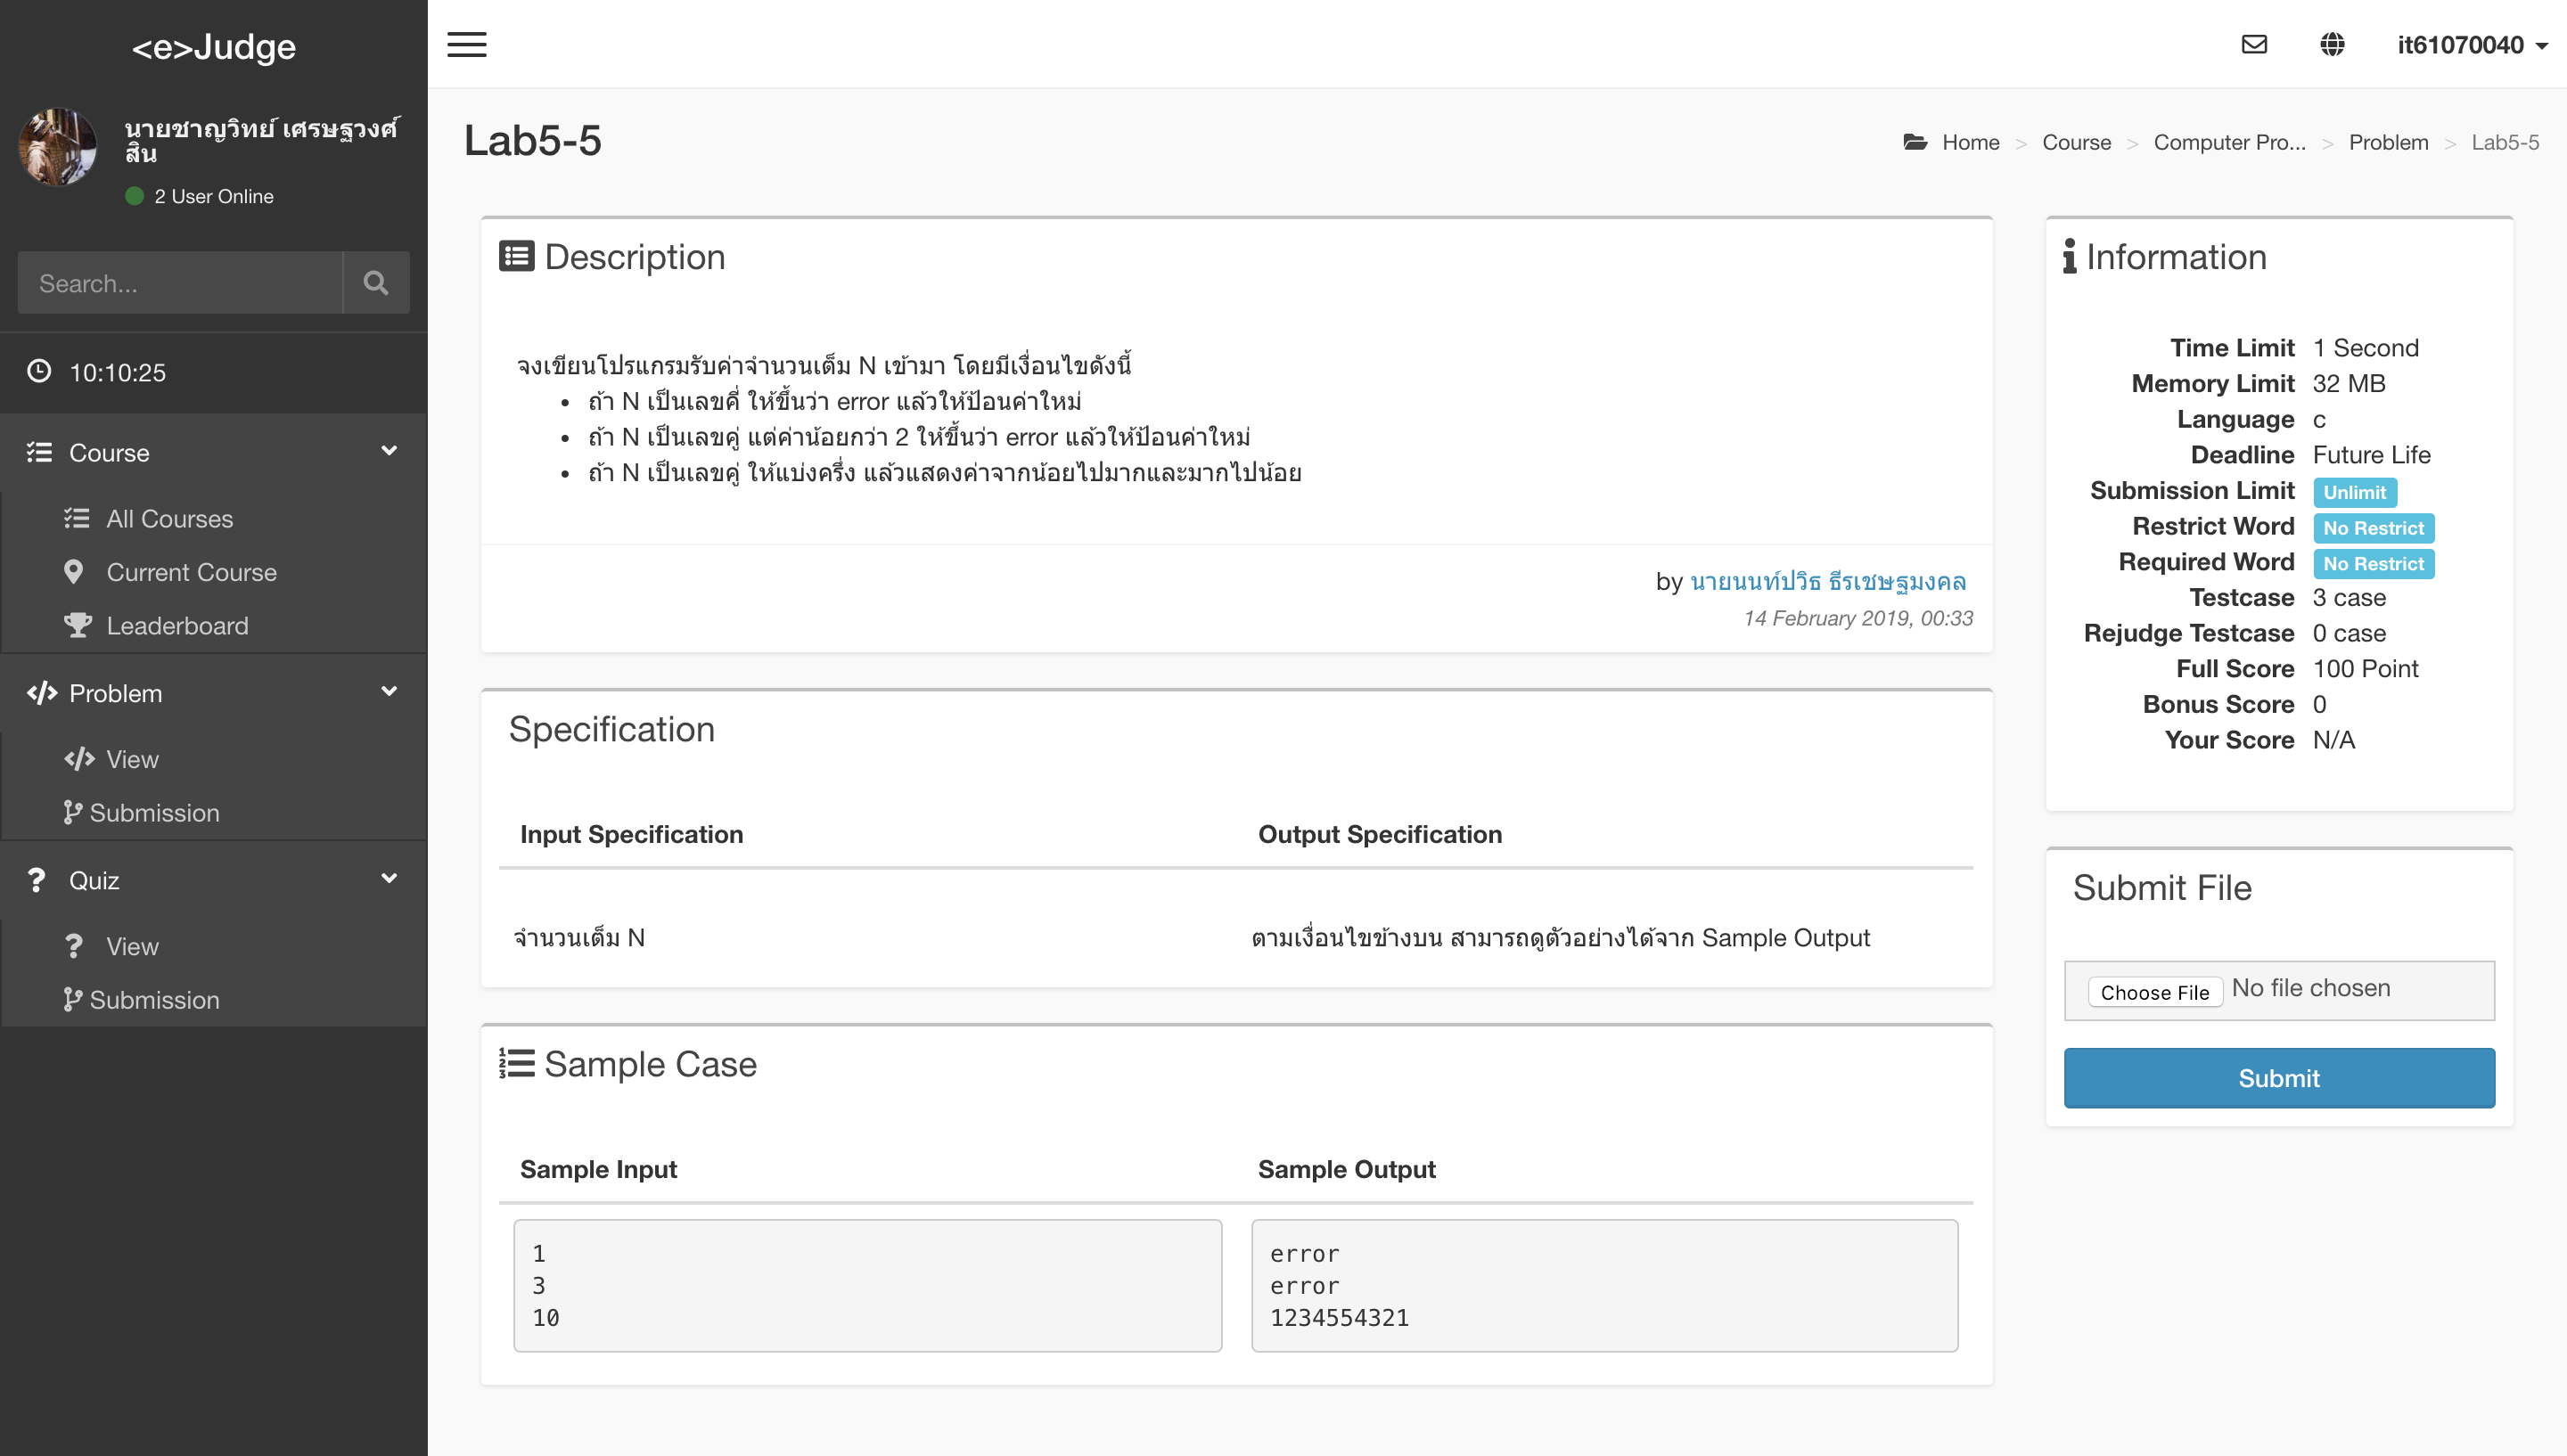 <e>Judge
นายชาญวิทย์ เศรษฐวงศ์
สิน
2 User Online
Search...
10:10:25
Course
All Courses
Current Course
Leaderboard
Problem
View
Submission
Quiz
View
Submission
it61070040
Lab5-5
Home > Course > Computer Pro... > Problem > Lab5-5
Description
จงเขียนโปรแกรมรับค่าจำนวนเต็ม N เข้ามา โดยมีเงื่อนไขดังนี้
• ถ้า N เป็นเลขคี่ ให้ขึ้นว่า error แล้วให้ป้อนค่าใหม่
• ถ้า N เป็นเลขคู่ แต่ค่าน้อยกว่า 2 ให้ขึ้นว่า error แล้วให้ป้อนค่าใหม่
• ถ้า N เป็นเลขคู่ ให้แบ่งครึ่ง แล้วแสดงค่าจากน้อยไปมากและมากไปน้อย
by นายนนท์ปวิธ ธีรเชษฐมงคล
14 February 2019, 00:33
Specification
Input Specification Output Specification
จำนวนเต็ม N ตามเงื่อนไขข้างบน สามารถดูตัวอย่างได้จาก Sample Output
Sample Case
Sample Input Sample Output
1 error
3 error
10 1234554321
Information
Time Limit 1 Second
Memory Limit 32 MB
Language c
Deadline Future Life
Submission Limit Unlimit
Restrict Word No Restrict
Required Word No Restrict
Testcase 3 case
Rejudge Testcase 0 case
Full Score 100 Point
Bonus Score 0
Your Score N/A
Submit File
Choose File No file chosen
Submit